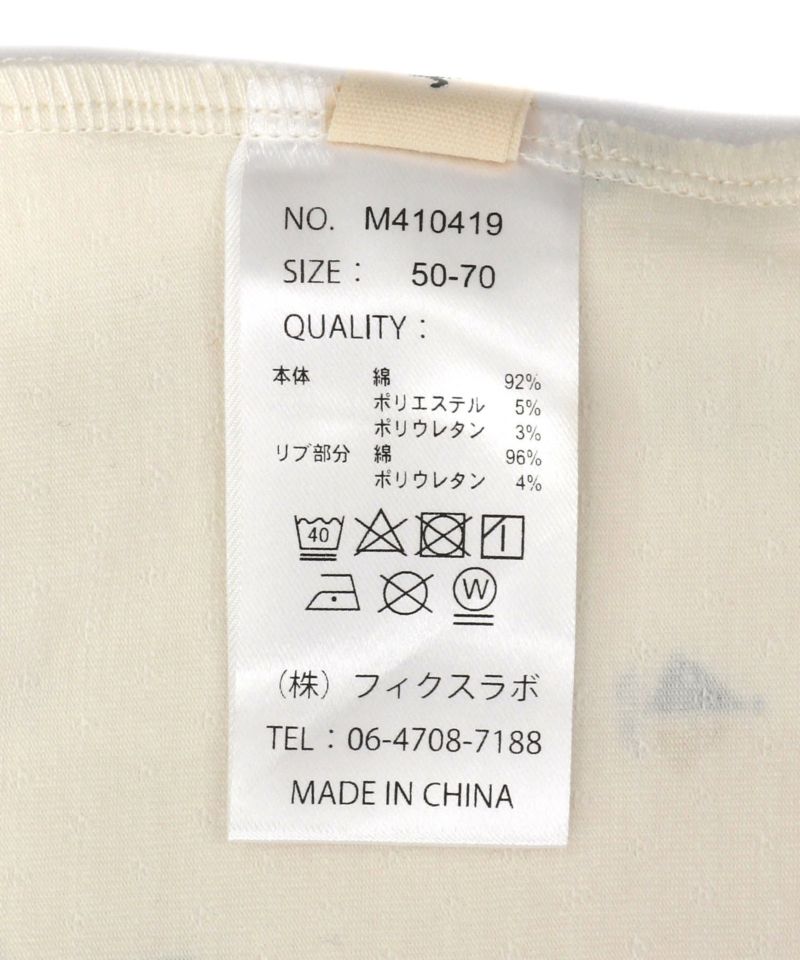 NO. M410419
SIZE : 50-70
QUALITY :
本体 綿 92%
ポリエステル 5%
ポリウレタン 3%
リブ部分 綿 96%
ポリウレタン 4%
40
W
(株) フィクスラボ
TEL : 06-4708-7188
MADE IN CHINA